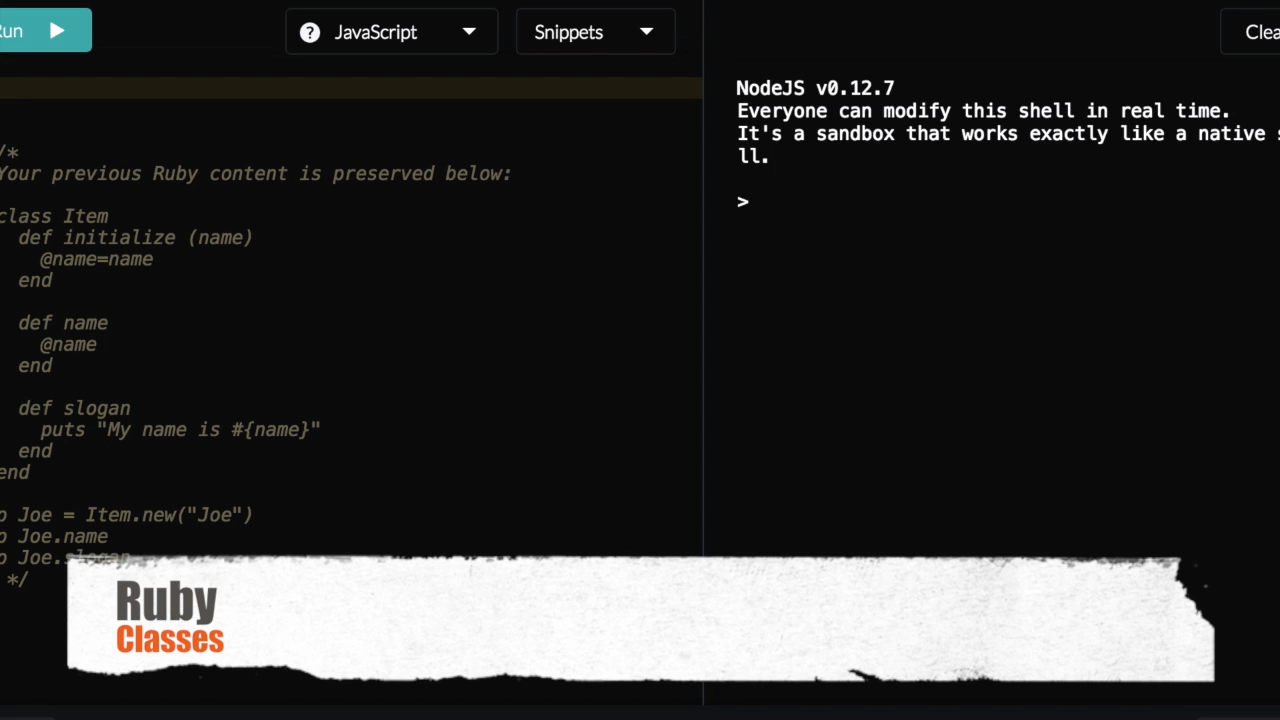 Run
JavaScript
Snippets
/*
Your previous Ruby content is preserved below:
class Item
def initialize (name)
@name=name
end
def name
@name
end
def slogan
puts "My name is #{name}"
end
end
p Joe = Item.new("Joe")
p Joe.name
p Joe.slogan
*/
Clea
NodeJS v0.12.7
Everyone can modify this shell in real time.
It's a sandbox that works exactly like a native s
ll.
>
Ruby
Classes